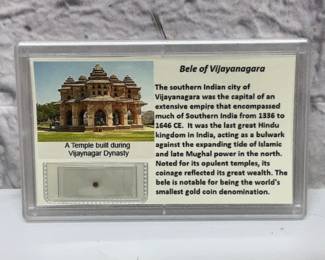 Bele of Vijayanagara
The southern Indian city of
Vijayanagara was the capital of an
extensive empire that encompassed
much of Southern India from 1336 to
1646 CE. It was the last great Hindu
kingdom in India, acting as a bulwark
against the expanding tide of Islamic
and late Mughal power in the north.
Noted for its opulent temples, its
coinage reflected its great wealth. The
bele is notable for being the world's
smallest gold coin denomination.
A Temple built during
Vijaynagar Dynasty